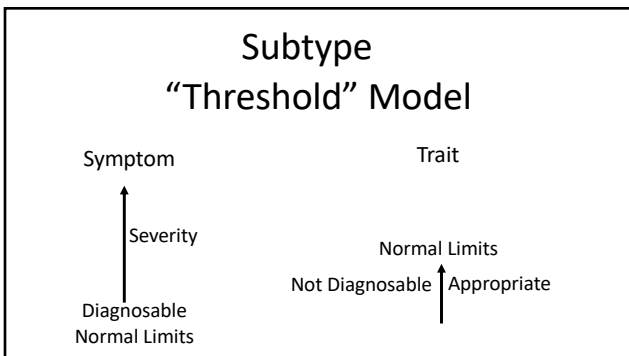 Subtype
“Threshold” Model
Symptom
Trait
Severity
Normal Limits
Not Diagnosable
Appropriate
Diagnosable
Normal Limits